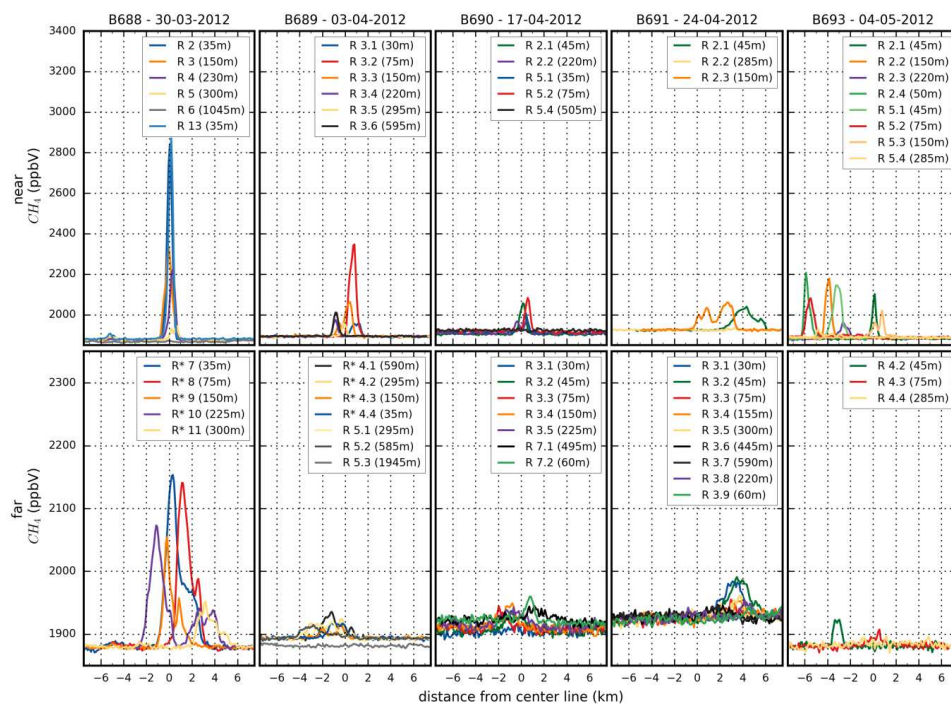 B688 - 30-03-2012
B689 - 03-04-2012
B690 - 17-04-2012
B691 - 24-04-2012
B693 - 04-05-2012
near
CH4 (ppbV)
3400
3200
3000
2800
2600
2400
2200
2000
R 2 (35m)
R 3 (150m)
R 4 (230m)
R 5 (300m)
R 6 (1045m)
R 13 (35m)
R 3.1 (30m)
R 3.2 (75m)
R 3.3 (150m)
R 3.4 (220m)
R 3.5 (295m)
R 3.6 (595m)
R 2.1 (45m)
R 2.2 (220m)
R 5.1 (35m)
R 5.2 (75m)
R 5.4 (505m)
R 2.1 (45m)
R 2.2 (285m)
R 2.3 (150m)
R 2.1 (45m)
R 2.2 (150m)
R 2.3 (220m)
R 2.4 (50m)
R 5.1 (45m)
R 5.2 (75m)
R 5.3 (150m)
R 5.4 (285m)
far
CH4 (ppbV)
2300
2200
2100
2000
1900
R* 7 (35m)
R* 8 (75m)
R* 9 (150m)
R* 10 (225m)
R* 11 (300m)
R* 4.1 (590m)
R* 4.2 (295m)
R* 4.3 (150m)
R* 4.4 (35m)
R 5.1 (295m)
R 5.2 (585m)
R 5.3 (1945m)
R 3.1 (30m)
R 3.2 (45m)
R 3.3 (75m)
R 3.4 (150m)
R 3.5 (225m)
R 7.1 (495m)
R 7.2 (60m)
R 3.1 (30m)
R 3.2 (45m)
R 3.3 (75m)
R 3.4 (155m)
R 3.5 (300m)
R 3.6 (445m)
R 3.7 (590m)
R 3.8 (220m)
R 3.9 (60m)
R 4.2 (45m)
R 4.3 (75m)
R 4.4 (285m)
−6 −4 −2 0 2 4 6
−6 −4 −2 0 2 4 6
−6 −4 −2 0 2 4 6
−6 −4 −2 0 2 4 6
−6 −4 −2 0 2 4 6
distance from center line (km)